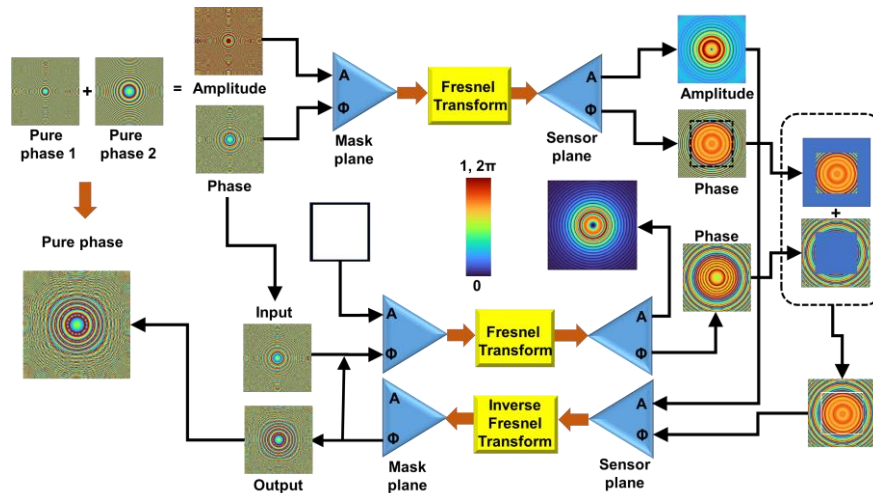 Pure
phase 1
+
Pure
phase 2
=
Amplitude
Phase
A
Φ
Mask
plane
Fresnel
Transform
A
Φ
Sensor
plane
Amplitude
Phase
+
Pure phase
1, 2π
0
Phase
Input
A
Φ
Fresnel
Transform
A
Φ
Output
A
Φ
Mask
plane
Inverse
Fresnel
Transform
A
Φ
Sensor
plane